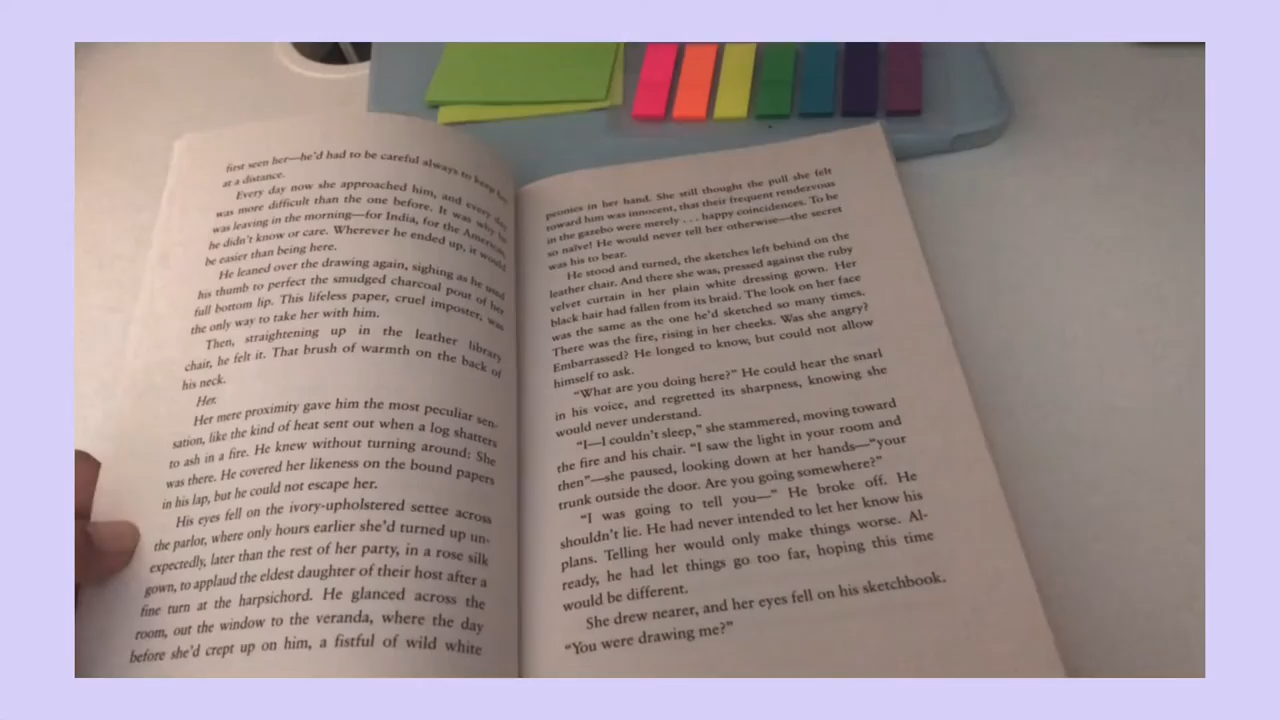 first seen her—he'd had to be careful always to keep her
at a distance.
Every day now she approached him, and every day
was more difficult than the one before. It was why he
was leaving in the morning—for India, for the Americas,
he didn't know or care. Wherever he ended up, it would
be easier than being here.
He leaned over the drawing again, sighing as he used
his thumb to perfect the smudged charcoal pout of her
full bottom lip. This lifeless paper, cruel imposter, was
the only way to take her with him.
Then, straightening up in the leather library
chair, he felt it. That brush of warmth on the back of
his neck.
Her.
Her mere proximity gave him the most peculiar sen-
sation, like the kind of heat sent out when a log shatters
to ash in a fire. He knew without turning around: She
was there. He covered her likeness on the bound papers
in his lap, but he could not escape her.
His eyes fell on the ivory-upholstered settee across
the parlor, where only hours earlier she'd turned up un-
expectedly, later than the rest of her party, in a rose silk
gown, to applaud the eldest daughter of their host after a
fine turn at the harpsichord. He glanced across the
room, out the window to the veranda, where the day
before she'd crept up on him, a fistful of wild white
peonies in her hand. She still thought the pull she felt
toward him was innocent, that their frequent rendezvous
in the gazebo were merely . . . happy coincidences. To be
so naïve! He would never tell her otherwise—the secret
was his to bear.
He stood and turned, the sketches left behind on the
leather chair. And there she was, pressed against the ruby
velvet curtain in her plain white dressing gown. Her
black hair had fallen from its braid. The look on her face
was the same as the one he'd sketched so many times.
There was the fire, rising in her cheeks. Was she angry?
Embarrassed? He longed to know, but could not allow
himself to ask.
"What are you doing here?" He could hear the snarl
in his voice, and regretted its sharpness, knowing she
would never understand.
"I—I couldn't sleep," she stammered, moving toward
the fire and his chair. "I saw the light in your room and
then"—she paused, looking down at her hands—"your
trunk outside the door. Are you going somewhere?"
"I was going to tell you—" He broke off. He
shouldn't lie. He had never intended to let her know his
plans. Telling her would only make things worse. Al-
ready, he had let things go too far, hoping this time
would be different.
She drew nearer, and her eyes fell on his sketchbook.
"You were drawing me?"